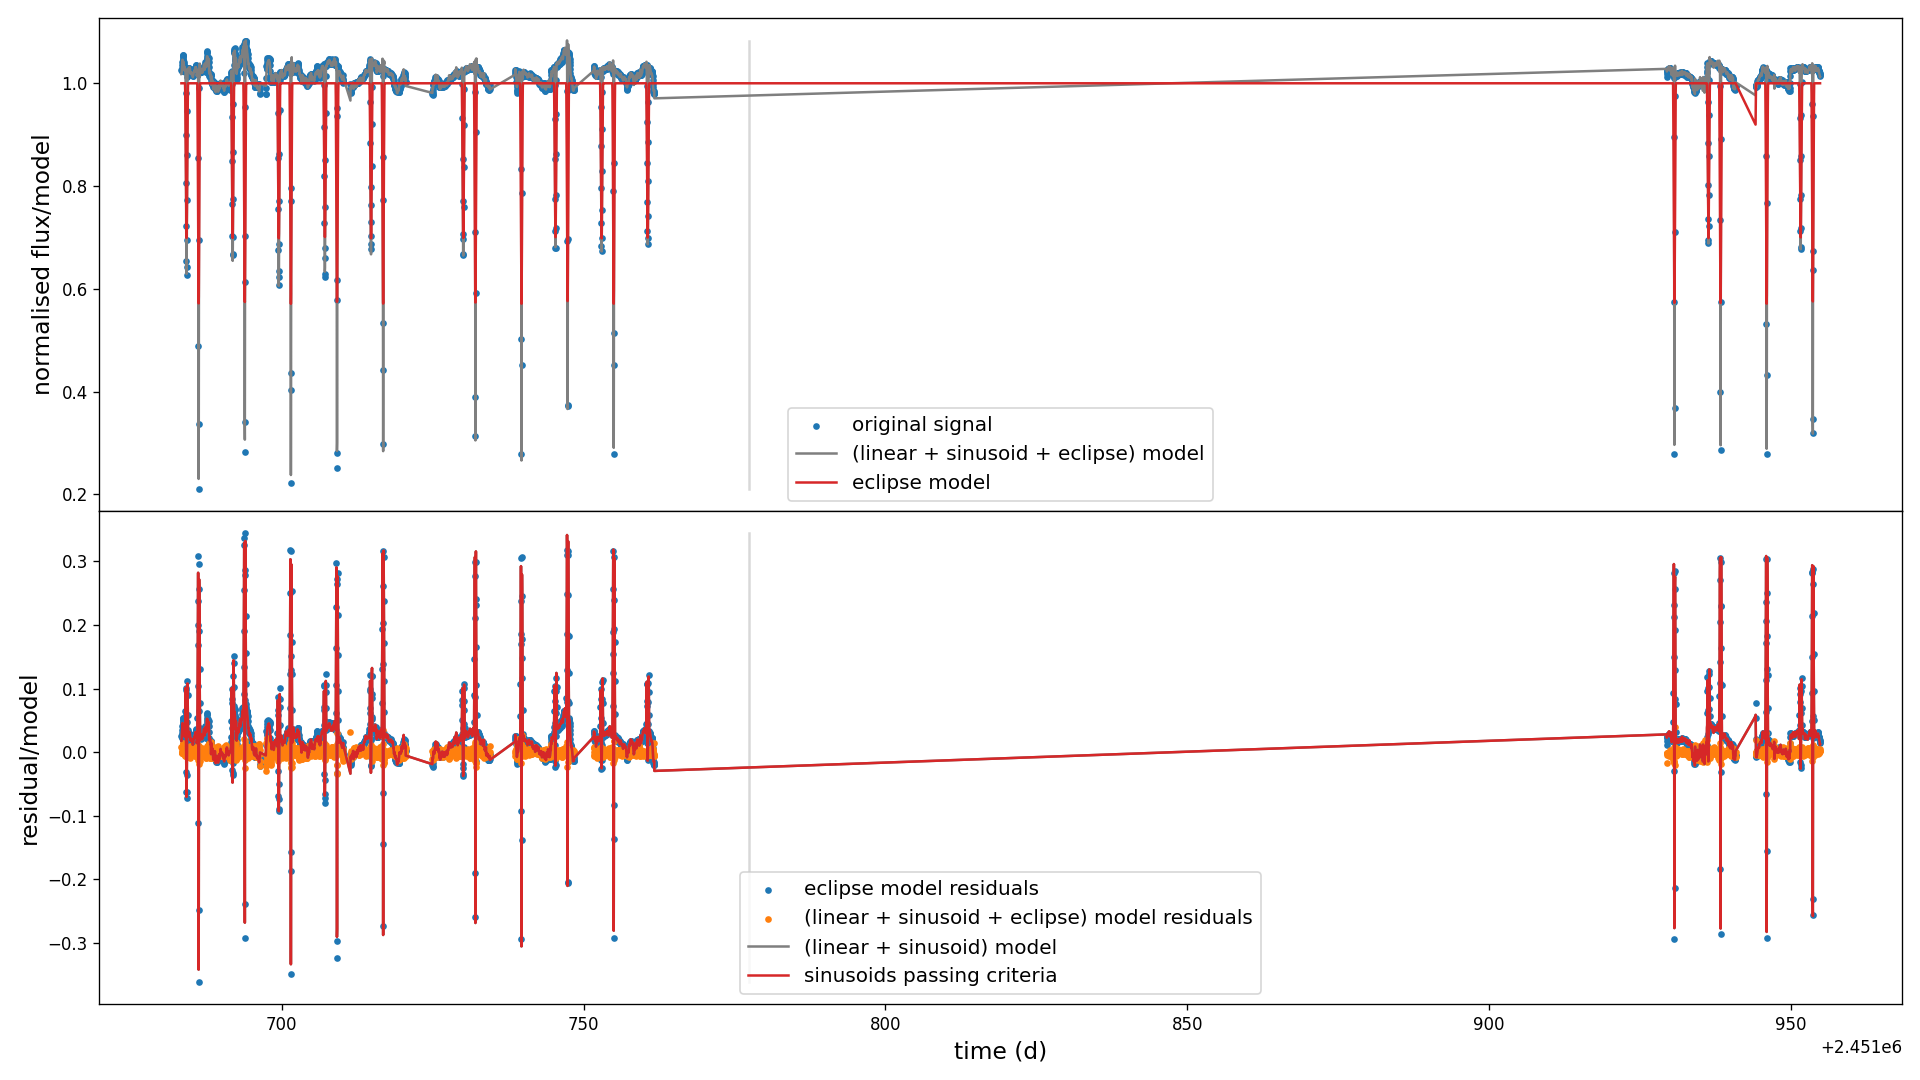 normalised flux/model
1.0
0.8
0.6
0.4
0.2
original signal
(linear + sinusoid + eclipse) model
eclipse model
residual/model
0.3
0.2
0.1
0.0
−0.1
−0.2
−0.3
eclipse model residuals
(linear + sinusoid + eclipse) model residuals
(linear + sinusoid) model
sinusoids passing criteria
700
750
800
850
900
950
time (d)
+2.451e6